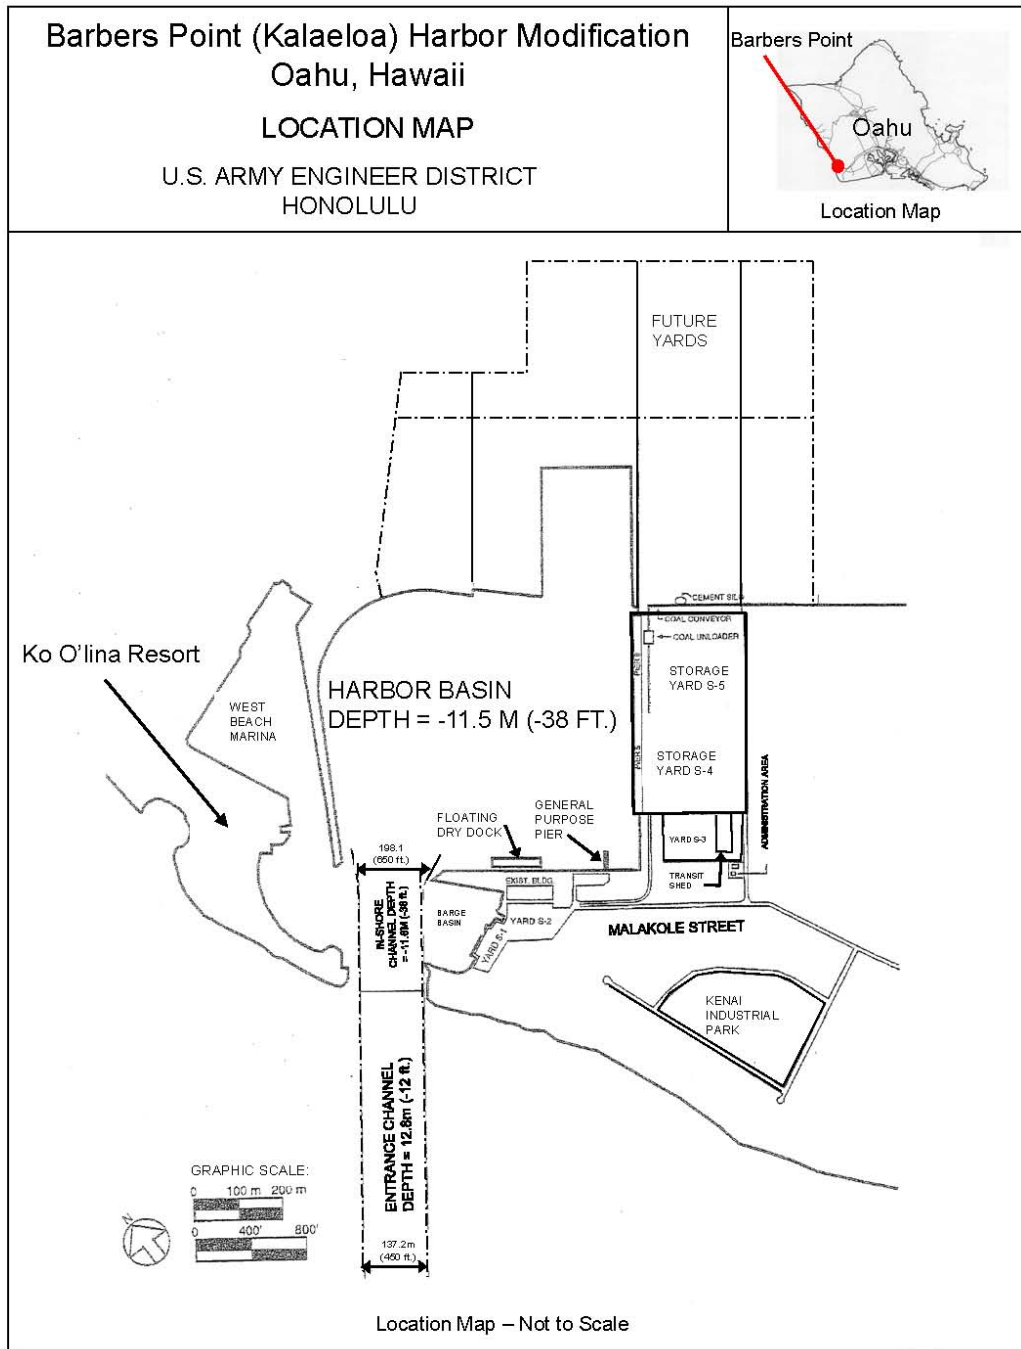 Barbers Point (Kalaeloa) Harbor Modification
Oahu, Hawaii
LOCATION MAP
U.S. ARMY ENGINEER DISTRICT
HONOLULU
Barbers Point
Oahu
Location Map
FUTURE
YARDS
CEMENT SILO
COAL CONVEYOR
COAL UNLOADER
Ko O'lina Resort
WEST
BEACH
MARINA
HARBOR BASIN
DEPTH = -11.5 M (-38 FT.)
STORAGE
YARD S-5
STORAGE
YARD S-4
ADMINISTRATION AREA
FLOATING
DRY DOCK
GENERAL
PURPOSE
PIER
YARD S-3
TRANSIT
SHED
198.1
(650 ft.)
IN-SHORE
CHANNEL DEPTH
= -11.6M (-38 ft.)
EXIST. BLDG.
BARGE
BASIN
YARD S-1
YARD S-2
MALAKOLE STREET
KENAI
INDUSTRIAL
PARK
ENTRANCE CHANNEL
DEPTH = 12.8m (-12 ft.)
GRAPHIC SCALE:
0 100 m 200 m
0 400' 800'
N
137.2m
(450 ft.)
Location Map – Not to Scale